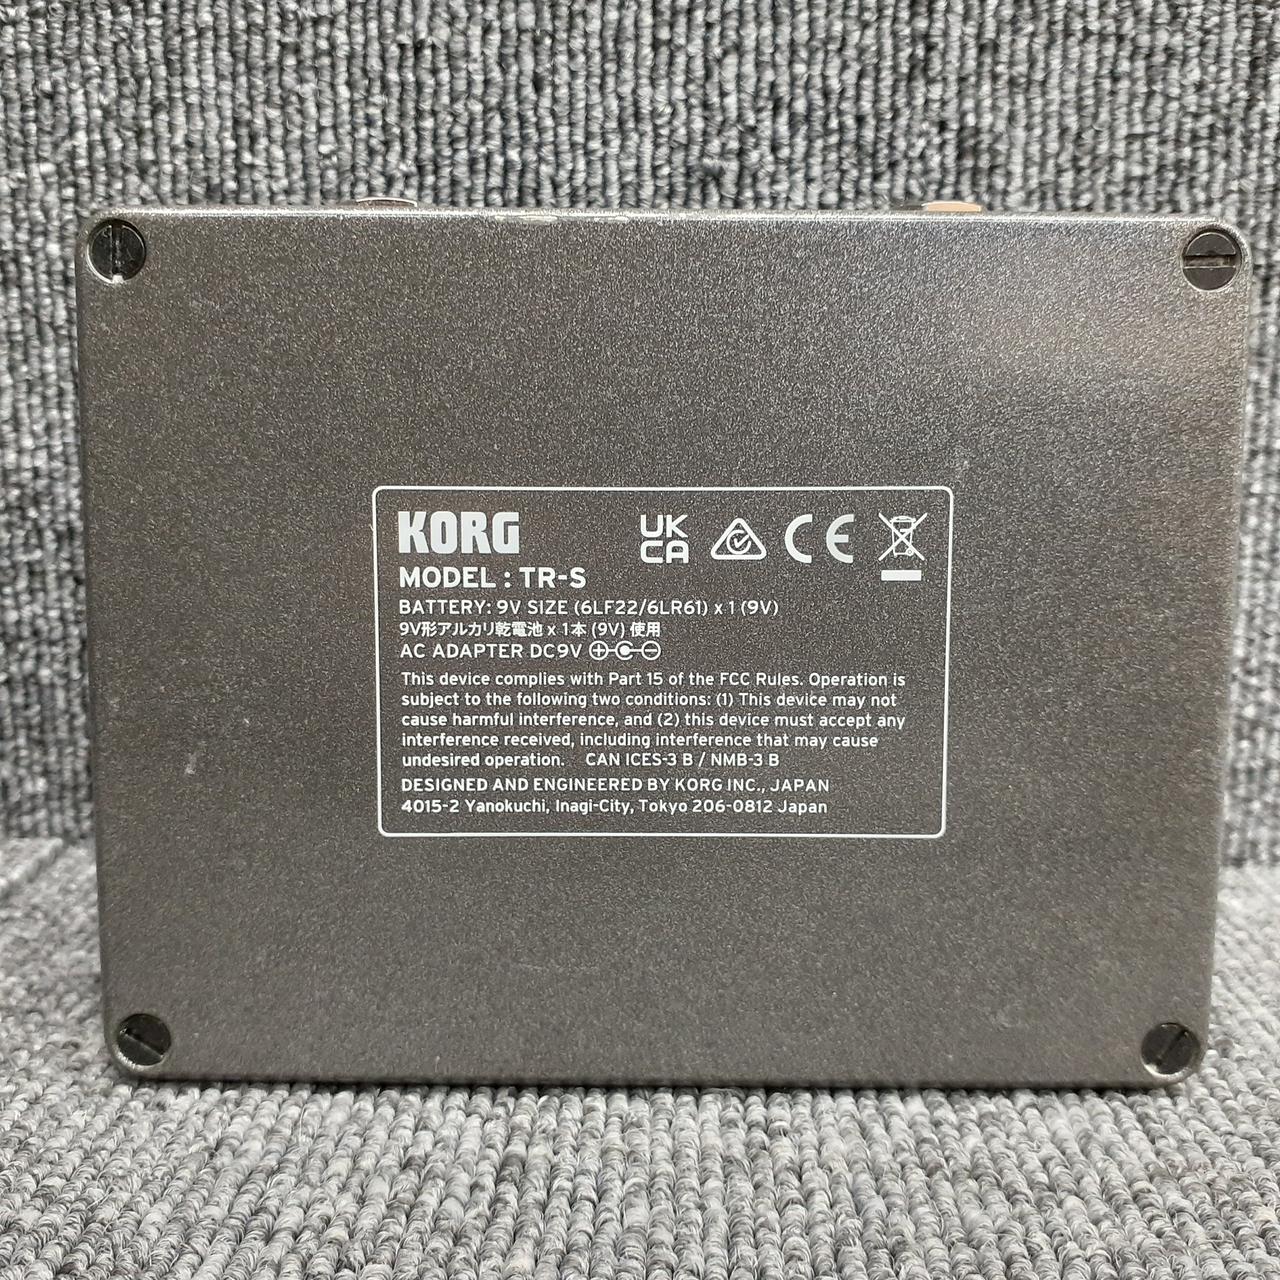 KORG
UK
CA
CE
MODEL : TR-S
BATTERY: 9V SIZE (6LF22/6LR61) x 1 (9V)
9V形アルカリ乾電池 x 1本 (9V) 使用
AC ADAPTER DC9V
This device complies with Part 15 of the FCC Rules. Operation is
subject to the following two conditions: (1) This device may not
cause harmful interference, and (2) this device must accept any
interference received, including interference that may cause
undesired operation. CAN ICES-3 B / NMB-3 B
DESIGNED AND ENGINEERED BY KORG INC., JAPAN
4015-2 Yanokuchi, Inagi-City, Tokyo 206-0812 Japan